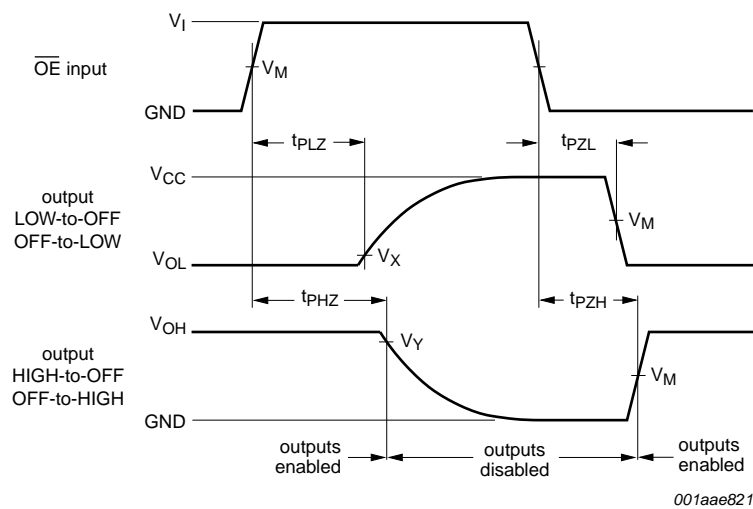 V_I
OE input
V_M
GND
t_PLZ
t_PZL
V_CC
output
LOW-to-OFF
OFF-to-LOW
V_M
V_OL
V_X
t_PHZ
t_PZH
V_OH
V_Y
output
HIGH-to-OFF
OFF-to-HIGH
V_M
GND
outputs
enabled
outputs
disabled
outputs
enabled
001aae821